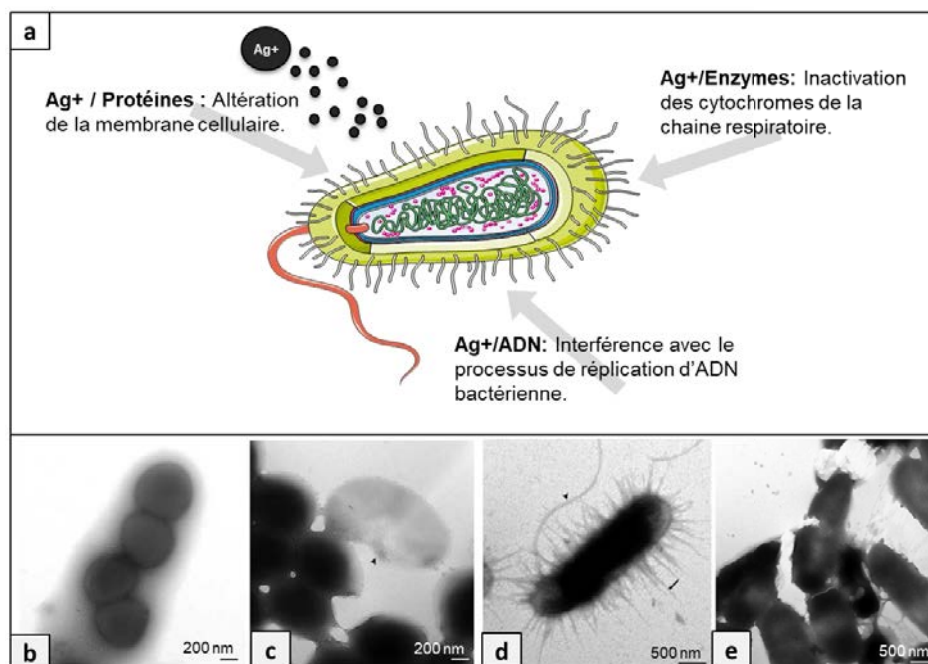 a
Ag+
Ag+ / Protéines : Altération
de la membrane cellulaire.
Ag+/Enzymes: Inactivation
des cytochromes de la
chaine respiratoire.
Ag+/ADN: Interférence avec le
processus de réplication d'ADN
bactérienne.
b
200 nm
c
200 nm
d
500 nm
e
500 nm